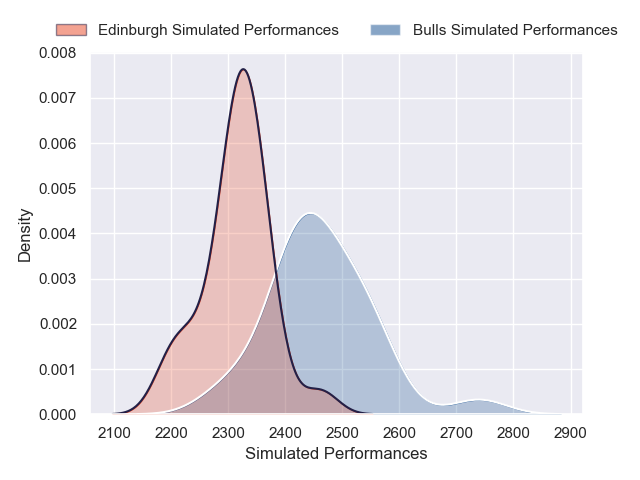 Edinburgh Simulated Performances
Bulls Simulated Performances
0.008
0.007
0.006
0.005
0.004
0.003
0.002
0.001
0.000
Density
2100 2200 2300 2400 2500 2600 2700 2800 2900
Simulated Performances